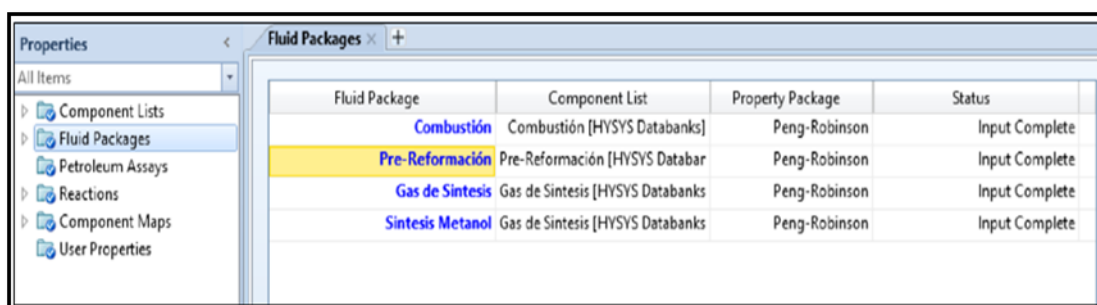 Properties <
Fluid Packages × +
All Items
Component Lists
Fluid Packages
Petroleum Assays
Reactions
Component Maps
User Properties
Fluid Package Component List Property Package Status
Combustión Combustión [HYSYS Databanks] Peng-Robinson Input Complete
Pre-Reformación Pre-Reformación [HYSYS Databar Peng-Robinson Input Complete
Gas de Sintesis Gas de Sintesis [HYSYS Databanks Peng-Robinson Input Complete
Sintesis Metanol Gas de Sintesis [HYSYS Databanks Peng-Robinson Input Complete